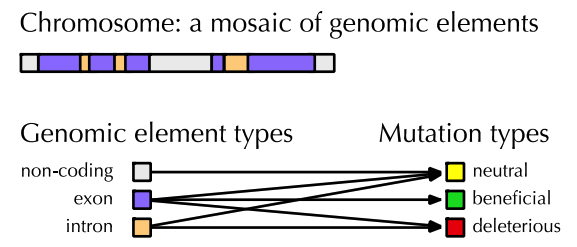 Chromosome: a mosaic of genomic elements
Genomic element types
Mutation types
non-coding
neutral
exon
beneficial
intron
deleterious